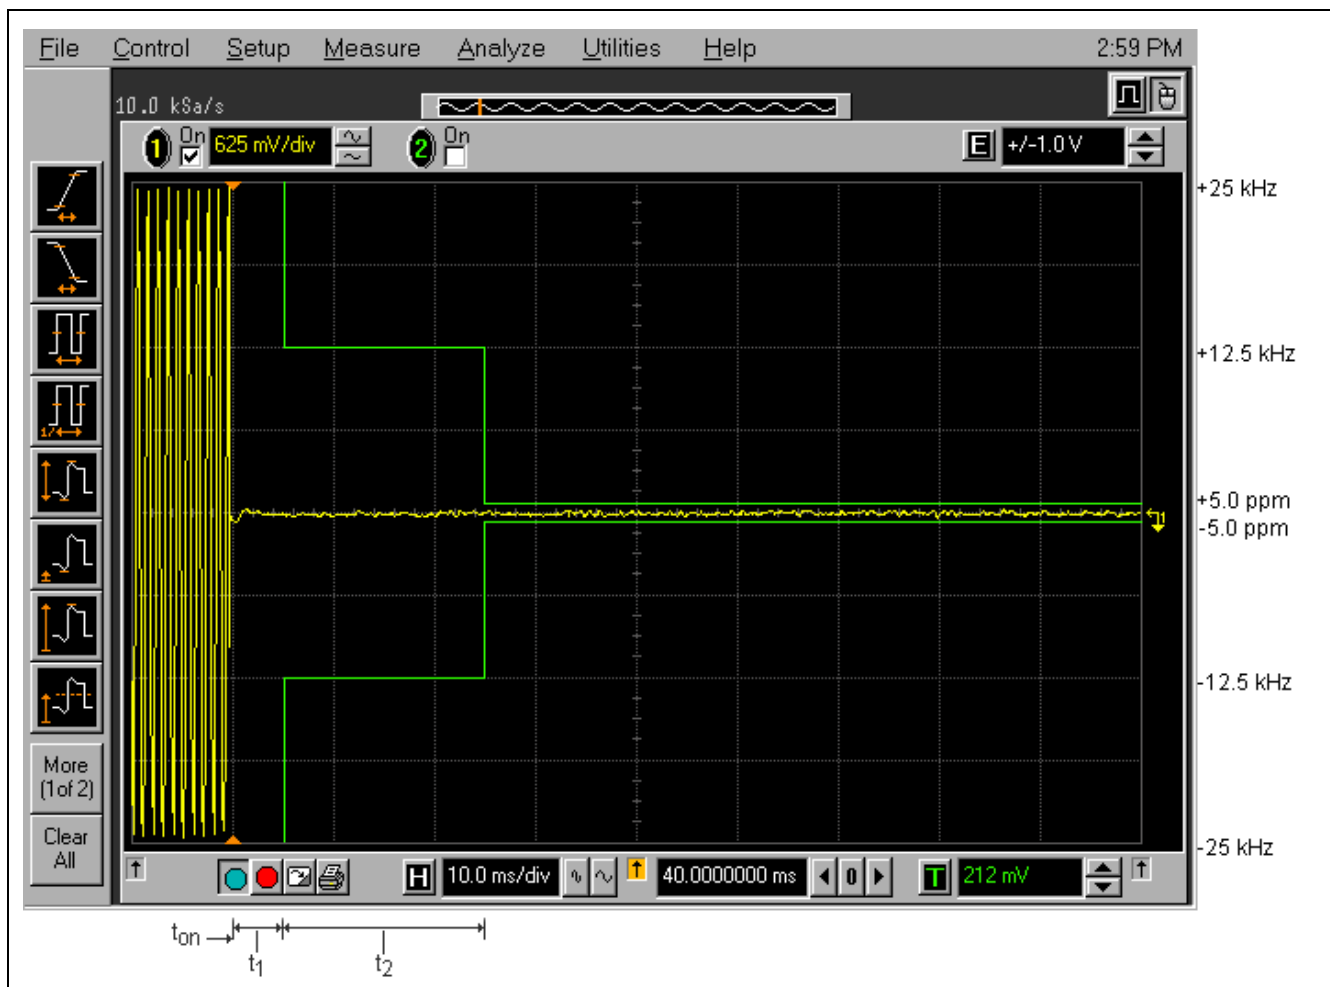 File Control Setup Measure Analyze Utilities Help 2:59 PM
10.0 kSa/s
1 On 625 mV/div 2 On E +/-1.0 V
+25 kHz
+12.5 kHz
1/
+5.0 ppm
-5.0 ppm
1
-12.5 kHz
More
(1of 2)
Clear
All
-25 kHz
H 10.0 ms/div 40.0000000 ms 0 T 212 mV
ton
t1 t2